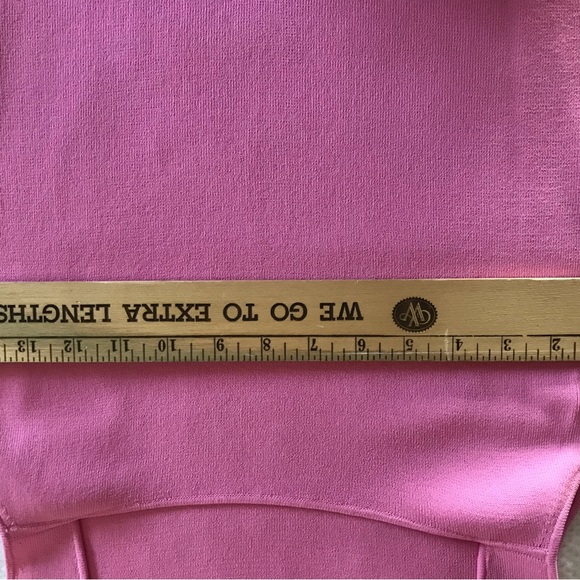 2 3 4 5 6 7 8 9 10 11 12 13
WE GO TO EXTRA LENGTHS